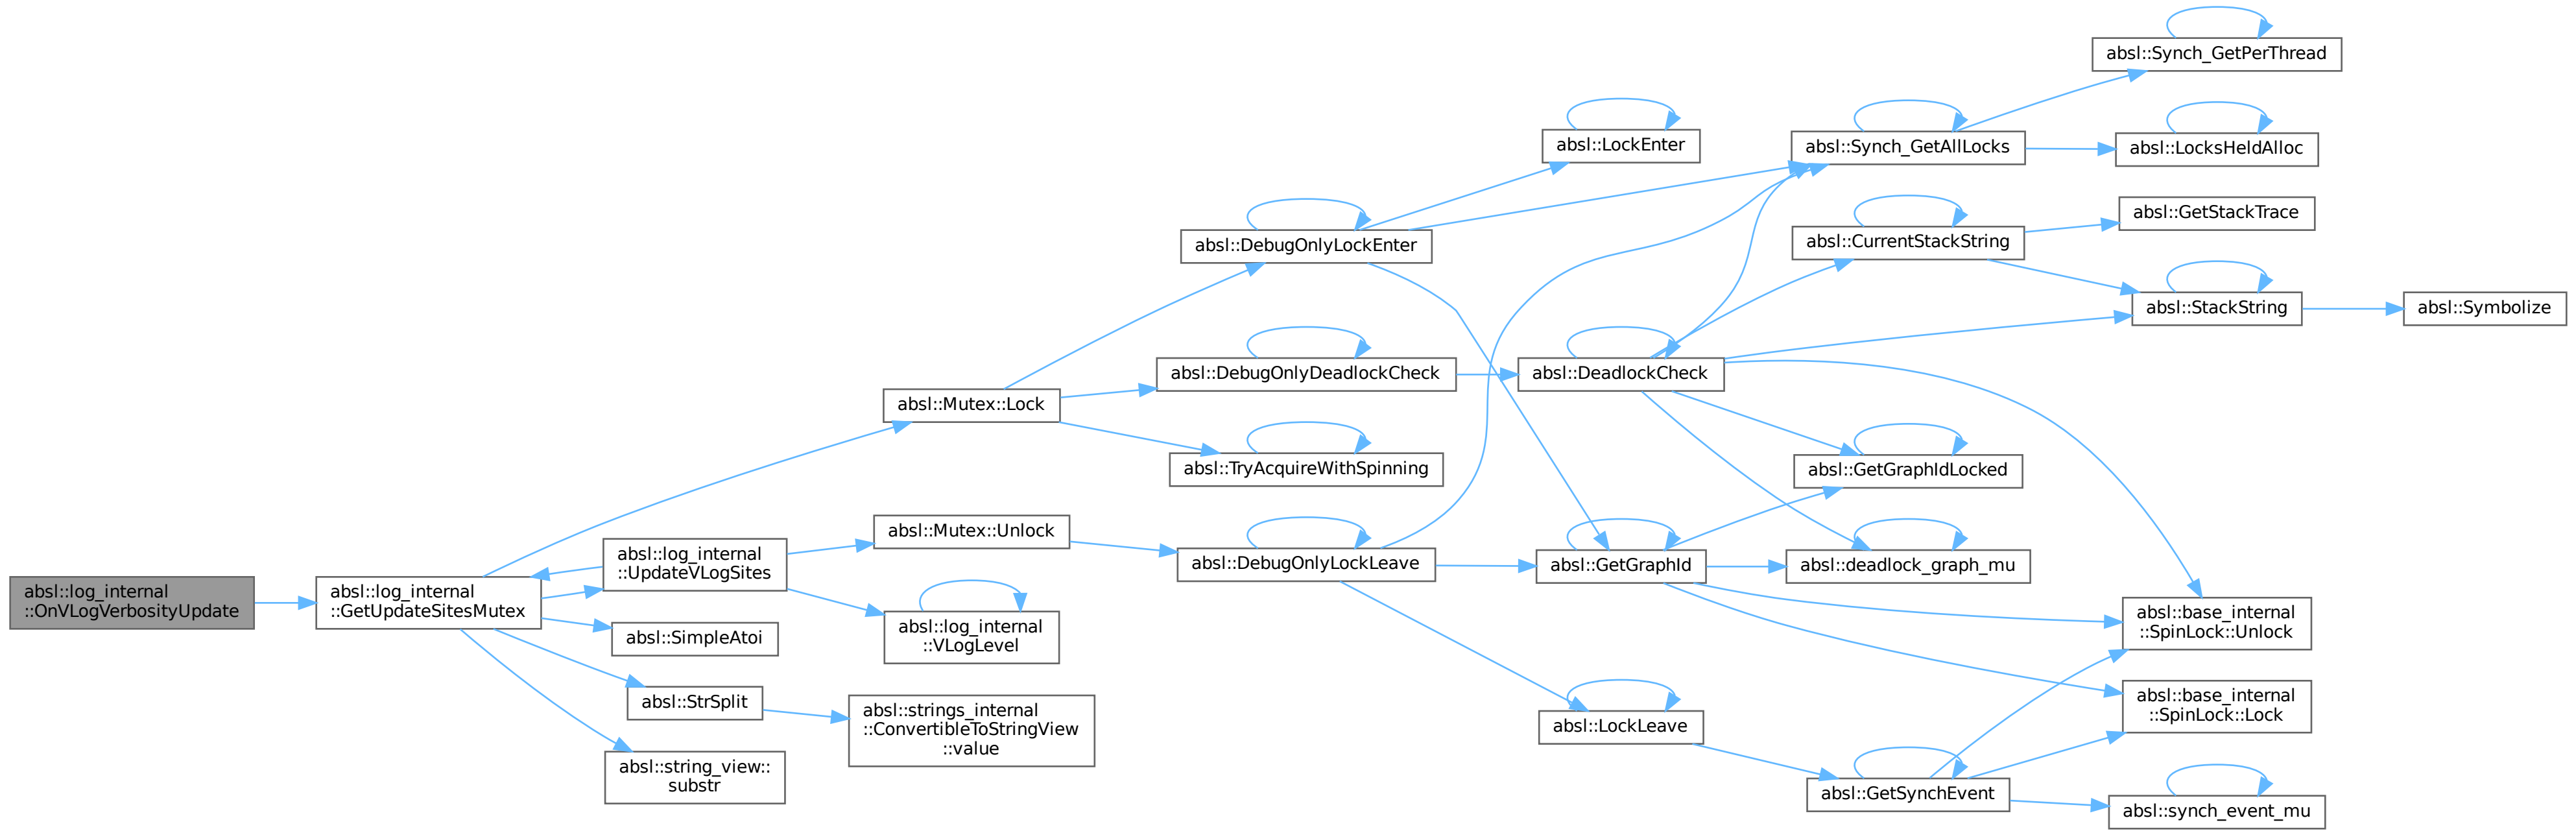 absl::log_internal
::OnVLogVerbosityUpdate
absl::log_internal
::GetUpdateSitesMutex
absl::Mutex::Lock
absl::log_internal
::UpdateVLogSites
absl::SimpleAtoi
absl::StrSplit
absl::string_view::
substr
absl::Mutex::Unlock
absl::log_internal
::VLogLevel
absl::strings_internal
::ConvertibleToStringView
::value
absl::DebugOnlyLockEnter
absl::DebugOnlyDeadlockCheck
absl::TryAcquireWithSpinning
absl::DebugOnlyLockLeave
absl::LockEnter
absl::DeadlockCheck
absl::GetGraphId
absl::LockLeave
absl::Synch_GetAllLocks
absl::CurrentStackString
absl::GetGraphIdLocked
absl::deadlock_graph_mu
absl::GetSynchEvent
absl::Synch_GetPerThread
absl::LocksHeldAlloc
absl::GetStackTrace
absl::StackString
absl::Symbolize
absl::base_internal
::SpinLock::Unlock
absl::base_internal
::SpinLock::Lock
absl::synch_event_mu